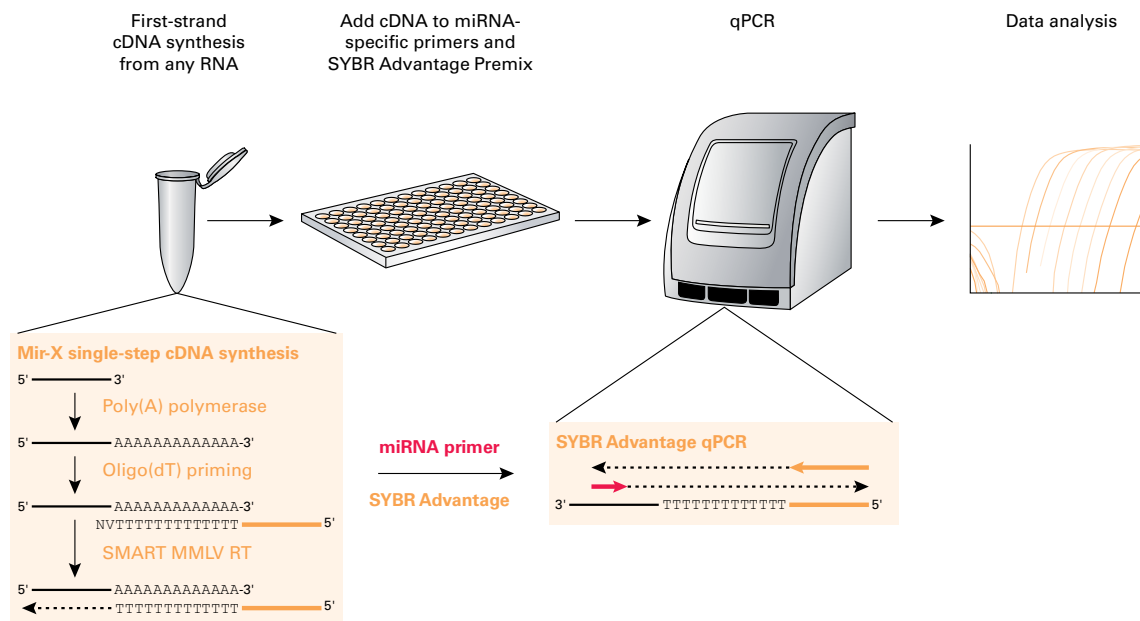 First-strand
cDNA synthesis
from any RNA
Add cDNA to miRNA-
specific primers and
SYBR Advantage Premix
qPCR
Data analysis
Mir-X single-step cDNA synthesis
5' 3'
Poly(A) polymerase
5' AAAAAAAAAAAAA-3'
Oligo(dT) priming
5' AAAAAAAAAAAAA-3'
NVTTTTTTTTTTTTT 5'
SMART MMLV RT
5' AAAAAAAAAAAAA-3'
TTTTTTTTTTTTT 5'
miRNA primer
SYBR Advantage
SYBR Advantage qPCR
3' TTTTTTTTTTTTT 5'